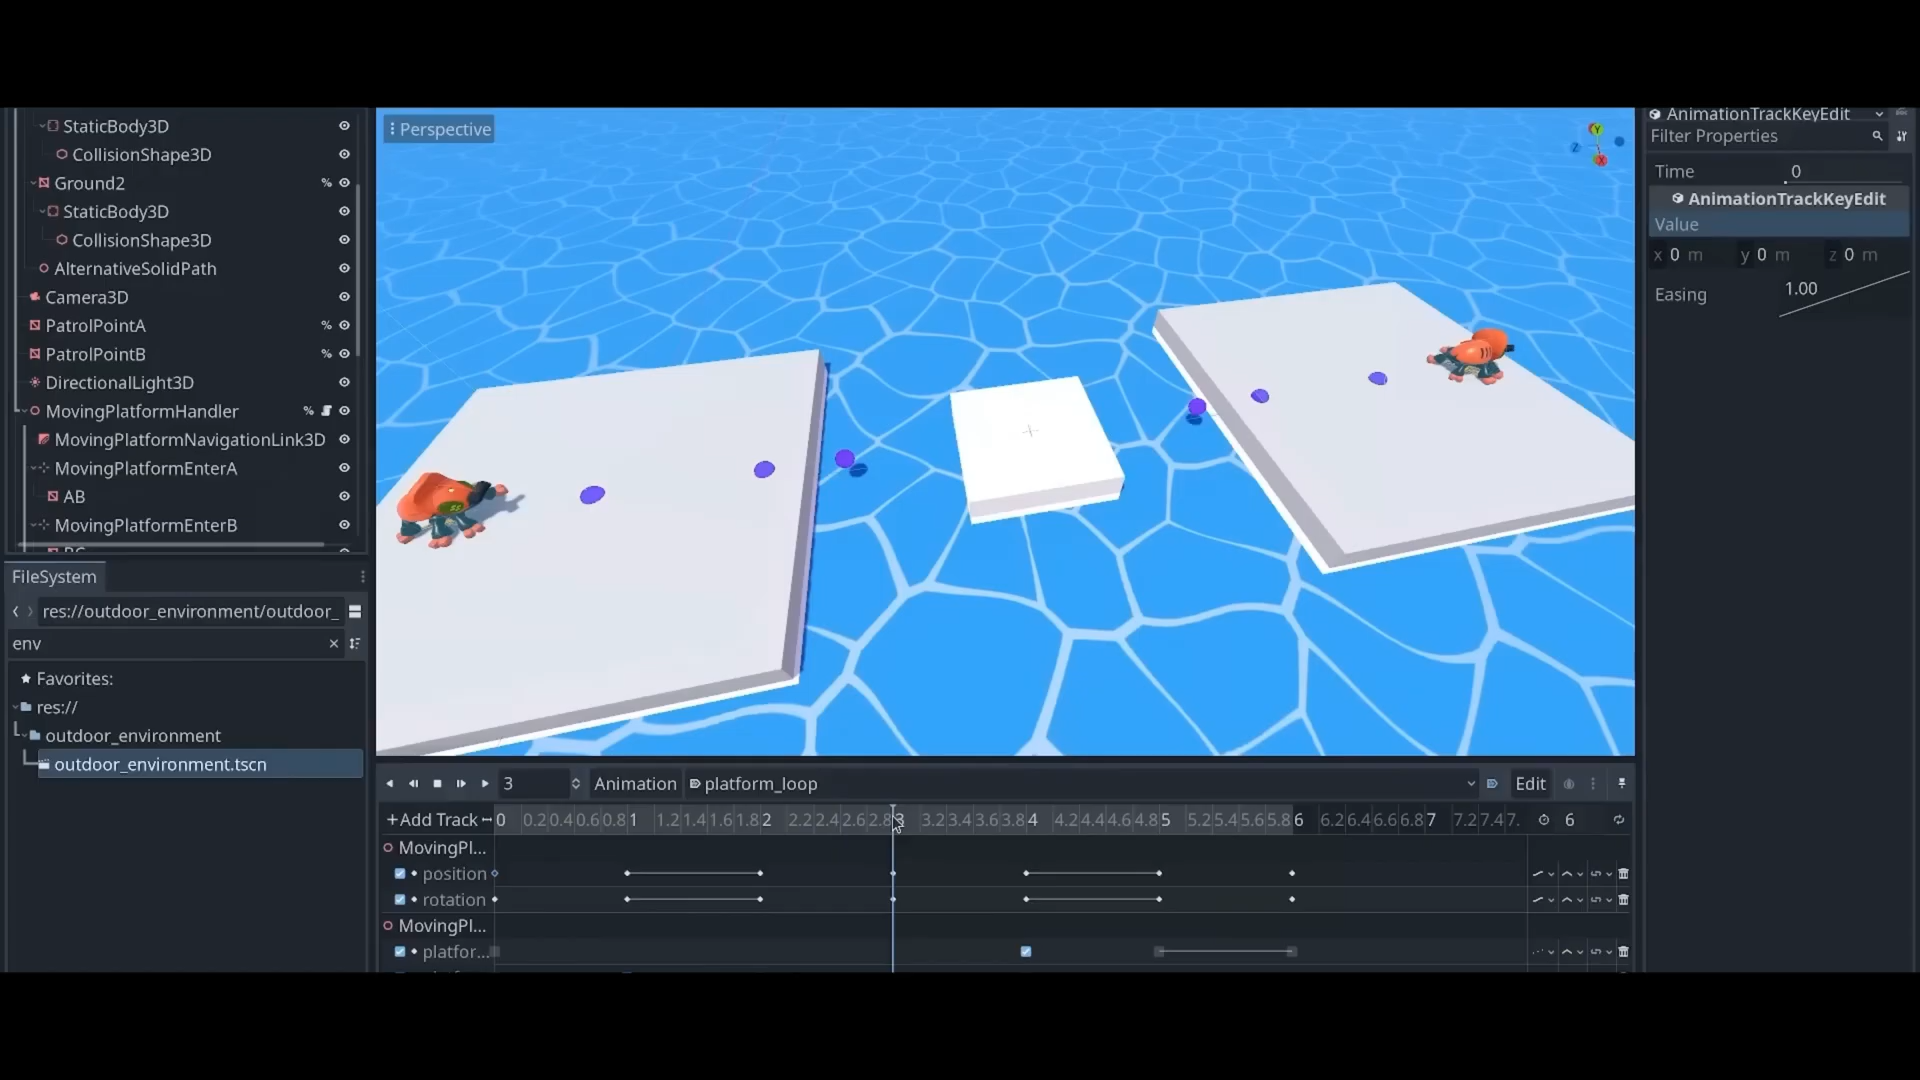 StaticBody3D
CollisionShape3D
Ground2 %
StaticBody3D
CollisionShape3D
AlternativeSolidPath
Camera3D
PatrolPointA %
PatrolPointB %
DirectionalLight3D
MovingPlatformHandler %
MovingPlatformNavigationLink3D
MovingPlatformEnterA
AB
MovingPlatformEnterB
FileSystem
res://outdoor_environment/outdoor_
env
Favorites:
res://
outdoor_environment
outdoor_environment.tscn
Perspective
Y
Z
X
3 Animation platform_loop Edit
+Add Track 0 0.2 0.4 0.6 0.8 1 1.2 1.4 1.6 1.8 2 2.2 2.4 2.6 2.8 3 3.2 3.4 3.6 3.8 4 4.2 4.4 4.6 4.8 5 5.2 5.4 5.6 5.8 6 6.2 6.4 6.6 6.8 7 7.2 7.4 7. 6
MovingPl...
position
rotation
MovingPl...
platfor...
AnimationTrackKeyEdit
Filter Properties
Time 0
AnimationTrackKeyEdit
Value
x 0 m y 0 m z 0 m
Easing 1.00